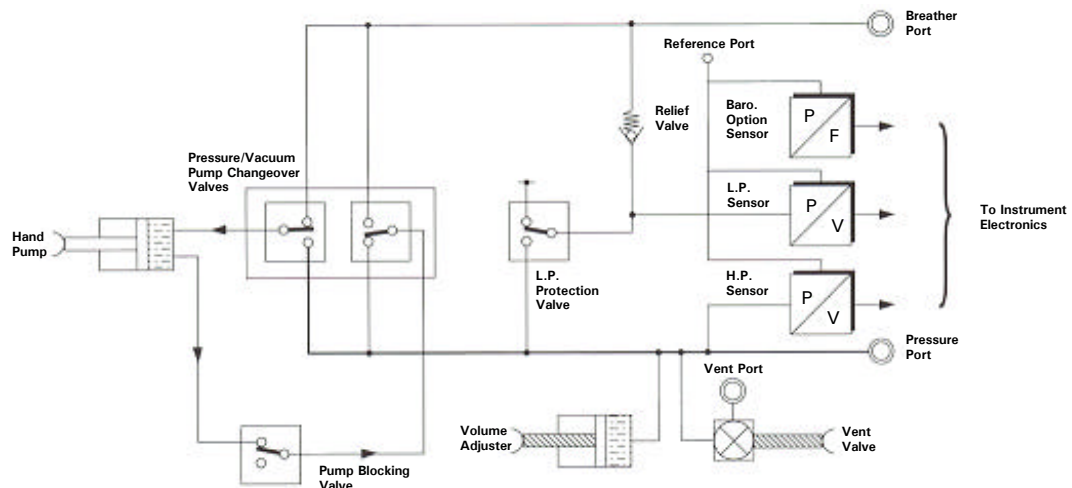 Breather
Port
Reference Port
Relief
Valve
Baro.
Option
Sensor
P
F
Pressure/Vacuum
Pump Changeover
Valves
L.P.
Sensor
P
V
To Instrument
Electronics
Hand
Pump
L.P.
Protection
Valve
H.P.
Sensor
P
V
Pressure
Port
Vent Port
Volume
Adjuster
Vent
Valve
Pump Blocking
Valve